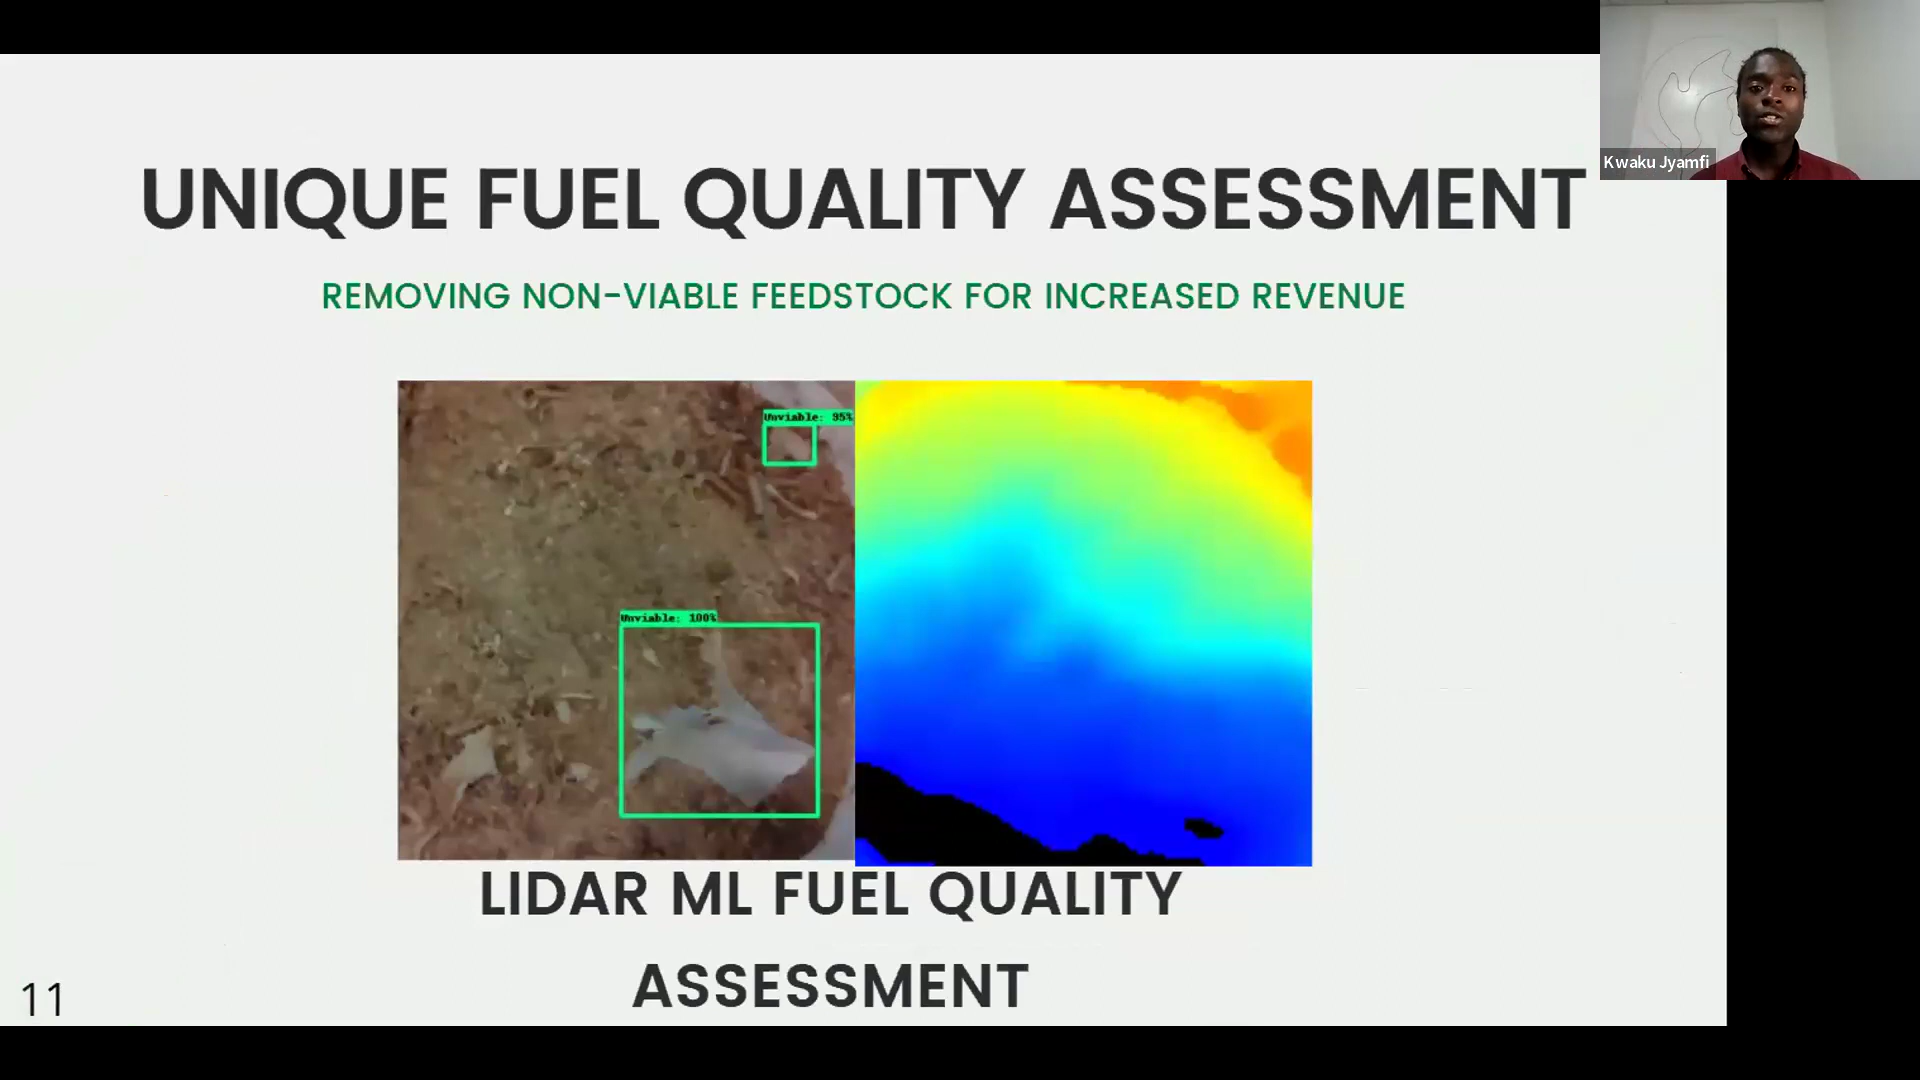 Kwaku Jyamfi
UNIQUE FUEL QUALITY ASSESSMENT
REMOVING NON-VIABLE FEEDSTOCK FOR INCREASED REVENUE
Unviable: 95%
Unviable: 100%
LIDAR ML FUEL QUALITY
ASSESSMENT
11